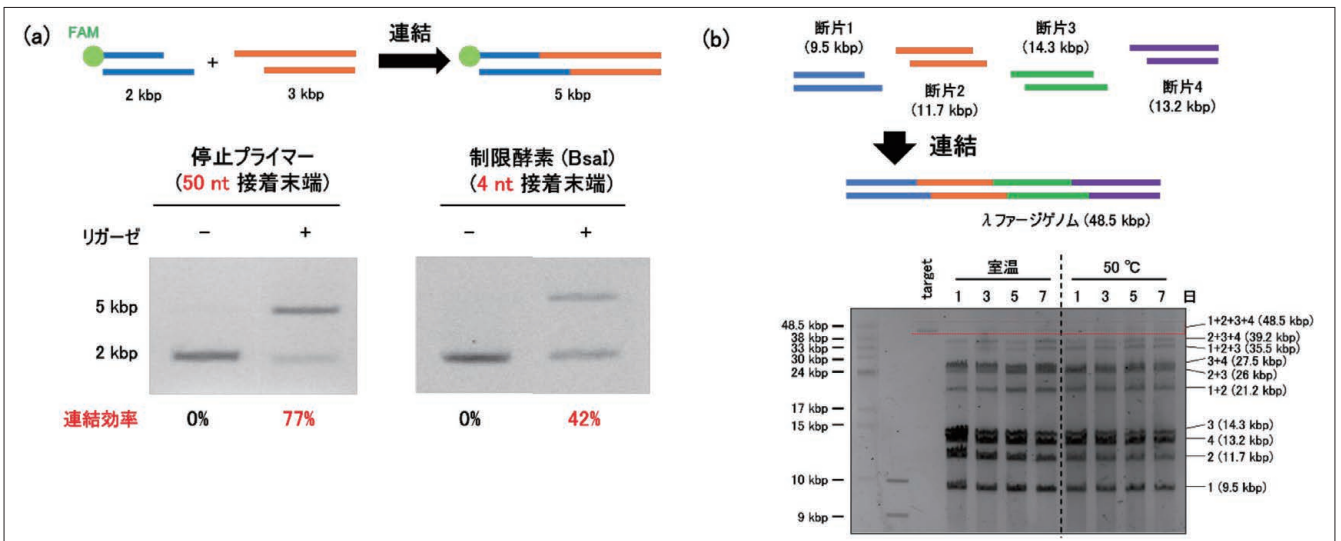 (a)
FAM
2 kbp
+
3 kbp
連結
5 kbp
停止プライマー
(50 nt 接着末端)
制限酵素 (BsaI)
(4 nt 接着末端)
リガーゼ
−
+
−
+
5 kbp
2 kbp
連結効率
0%
77%
0%
42%
(b)
断片1
(9.5 kbp)
断片2
(11.7 kbp)
断片3
(14.3 kbp)
断片4
(13.2 kbp)
連結
λファージゲノム (48.5 kbp)
target
室温
50 ℃
1 3 5 7 1 3 5 7 日
48.5 kbp
38 kbp
33 kbp
30 kbp
24 kbp
17 kbp
15 kbp
10 kbp
9 kbp
1+2+3+4 (48.5 kbp)
2+3+4 (39.2 kbp)
1+2+3 (35.5 kbp)
3+4 (27.5 kbp)
2+3 (26 kbp)
1+2 (21.2 kbp)
3 (14.3 kbp)
4 (13.2 kbp)
2 (11.7 kbp)
1 (9.5 kbp)